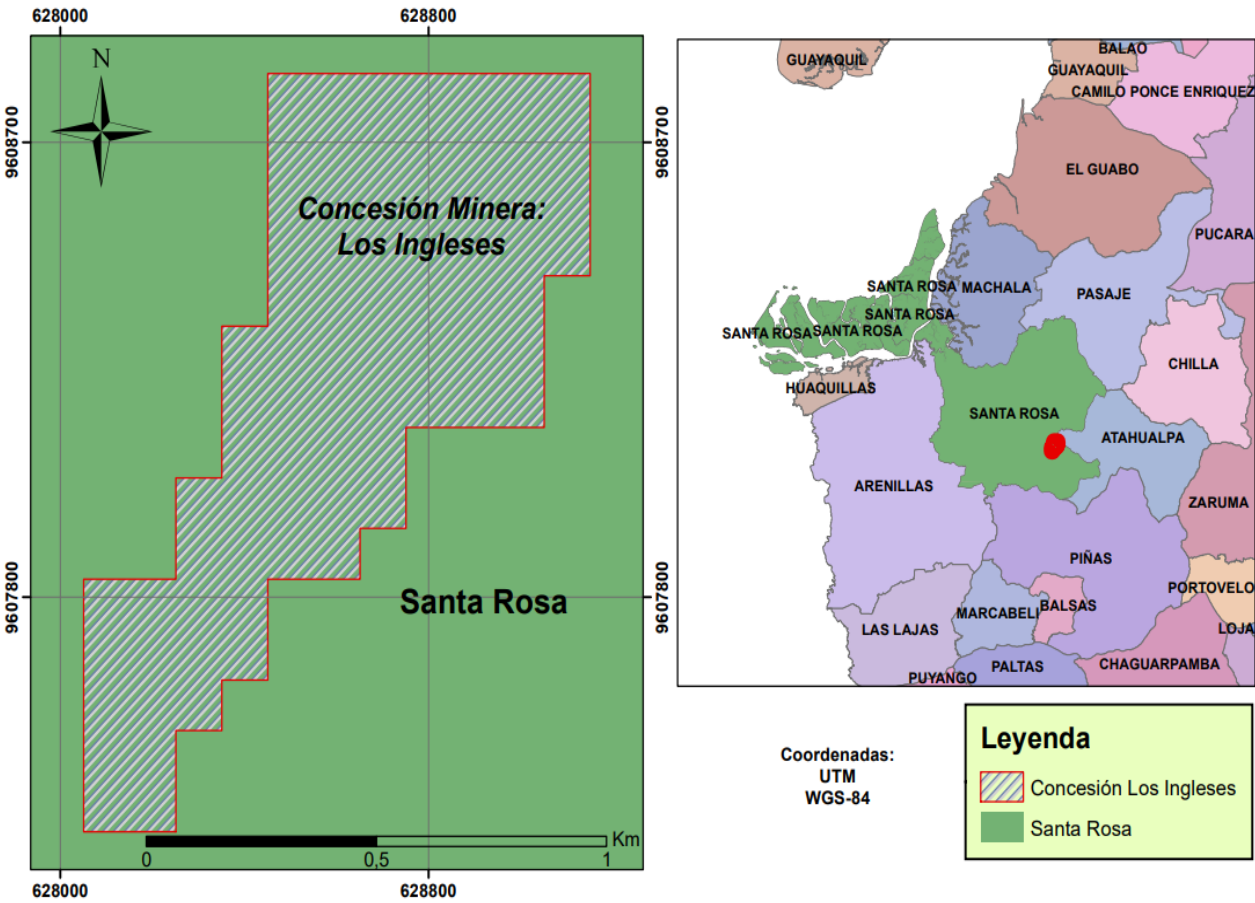 628000
628800
N
9608700
9608700
Concesión Minera:
Los Ingleses
9607800
9607800
Santa Rosa
0
0,5
1
Km
628000
628800
GUAYAQUIL
BALAO
GUAYAQUIL
CAMILO PONCE ENRIQUEZ
EL GUABO
PUCARA
SANTA ROSA
MACHALA
PASAJE
SANTA ROSA
SANTA ROSA
SANTA ROSA
HUAQUILLAS
CHILLA
SANTA ROSA
ATAHUALPA
ARENILLAS
ZARUMA
PIÑAS
PORTOVELO
MARCABELI
BALSAS
LAS LAJAS
LOJA
PALTAS
CHAGUARPAMBA
PUYANGO
Coordenadas:
UTM
WGS-84
Leyenda
Concesión Los Ingleses
Santa Rosa